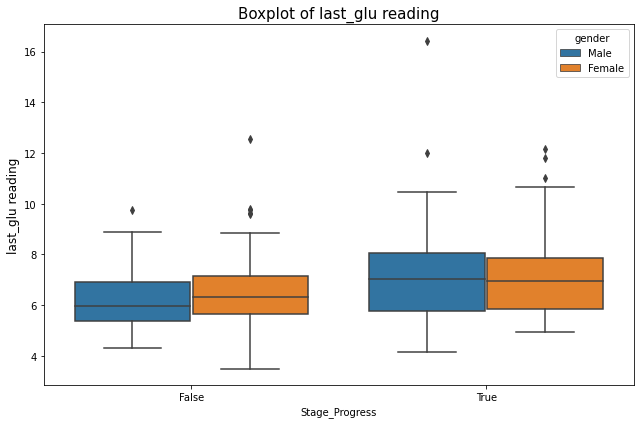 Boxplot of last_glu reading
gender
Male
Female
last_glu reading
16
14
12
10
8
6
4
False
True
Stage_Progress